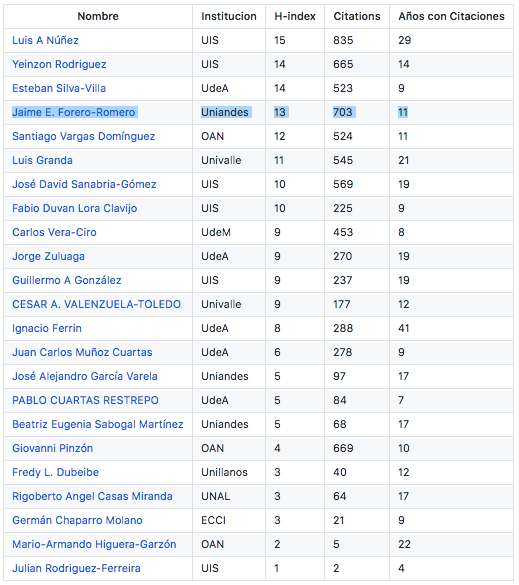 Nombre Institucion H-index Citations Años con Citaciones
Luis A Núñez UIS 15 835 29
Yeinzon Rodriguez UIS 14 665 14
Esteban Silva-Villa UdeA 14 523 9
Jaime E. Forero-Romero Uniandes 13 703 11
Santiago Vargas Domínguez OAN 12 524 11
Luis Granda Univalle 11 545 21
José David Sanabria-Gómez UIS 10 569 19
Fabio Duvan Lora Clavijo UIS 10 225 9
Carlos Vera-Ciro UdeM 9 453 8
Jorge Zuluaga UdeA 9 270 19
Guillermo A González UIS 9 237 19
CESAR A. VALENZUELA-TOLEDO Univalle 9 177 12
Ignacio Ferrin UdeA 8 288 41
Juan Carlos Muñoz Cuartas UdeA 6 278 9
José Alejandro García Varela Uniandes 5 97 17
PABLO CUARTAS RESTREPO UdeA 5 84 7
Beatriz Eugenia Sabogal Martínez Uniandes 5 68 17
Giovanni Pinzón OAN 4 669 10
Fredy L. Dubeibe Unillanos 3 40 12
Rigoberto Angel Casas Miranda UNAL 3 64 17
Germán Chaparro Molano ECCI 3 21 9
Mario-Armando Higuera-Garzón OAN 2 5 22
Julian Rodriguez-Ferreira UIS 1 2 4